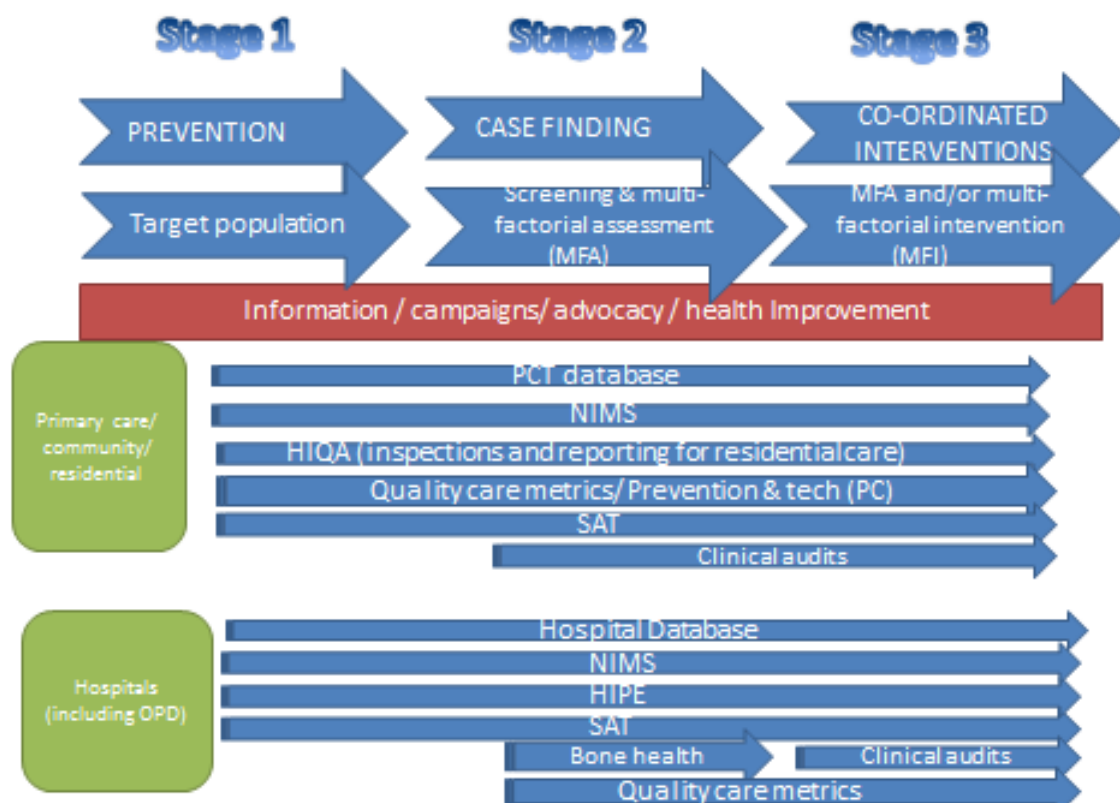 Stage 1
Stage 2
Stage 3
PREVENTION
CASE FINDING
CO-ORDINATED
INTERVENTIONS
Target population
Screening & multi-
factorial assessment
(MFA)
MFA and/or multi-
factorial intervention
(MFI)
Information / campaigns/ advocacy / health Improvement
Primary care/
community/
residential
PCT database
NIMS
HIQA (inspections and reporting for residential care)
Quality care metrics/ Prevention & tech (PC)
SAT
Clinical audits
Hospitals
(including OPD)
Hospital Database
NIMS
HIPE
SAT
Bone health
Clinical audits
Quality care metrics